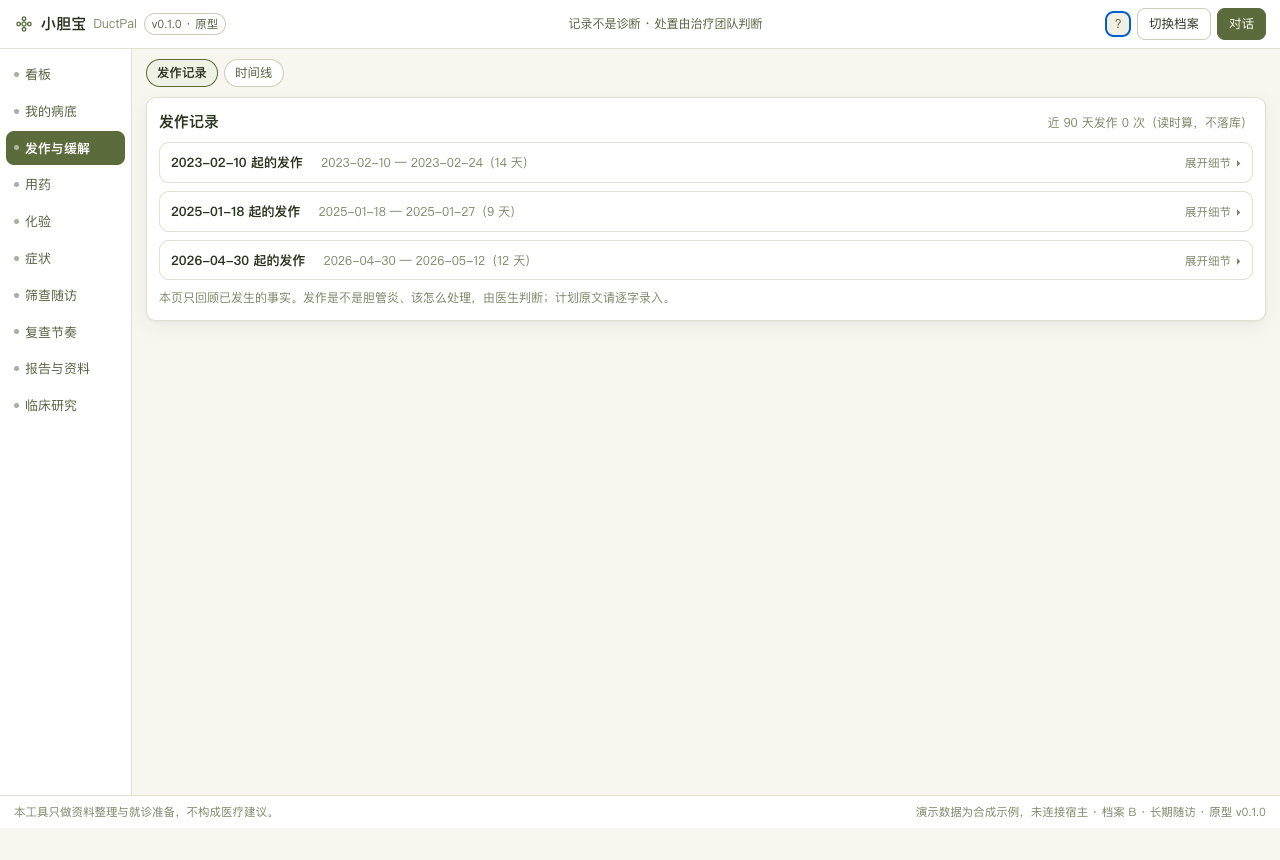 小胆宝 DuctPal v0.1.0 · 原型
记录不是诊断 · 处置由治疗团队判断
? 切换档案 对话
看板
我的病底
发作与缓解
用药
化验
症状
筛查随访
复查节奏
报告与资料
临床研究
发作记录 时间线
发作记录 近 90 天发作 0 次（读时算，不落库）
2023-02-10 起的发作 2023-02-10 — 2023-02-24（14 天） 展开细节
2025-01-18 起的发作 2025-01-18 — 2025-01-27（9 天） 展开细节
2026-04-30 起的发作 2026-04-30 — 2026-05-12（12 天） 展开细节
本页只回顾已发生的事实。发作是不是胆管炎、该怎么处理，由医生判断；计划原文请逐字录入。
本工具只做资料整理与就诊准备，不构成医疗建议。
演示数据为合成示例，未连接宿主 · 档案 B · 长期随访 · 原型 v0.1.0